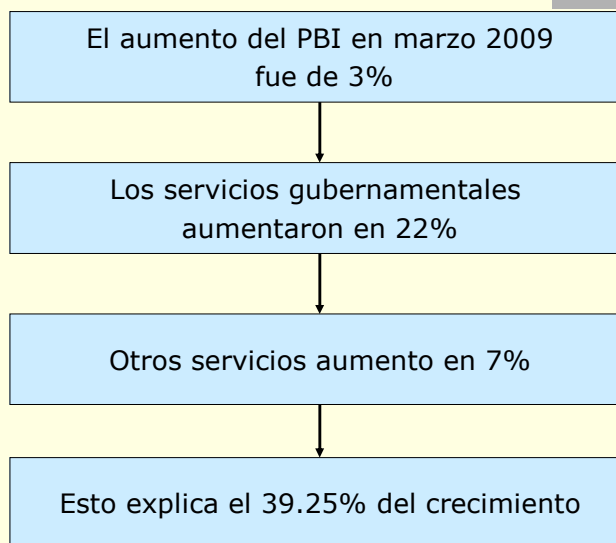 El aumento del PBI en marzo 2009
fue de 3%
Los servicios gubernamentales
aumentaron en 22%
Otros servicios aumento en 7%
Esto explica el 39.25% del crecimiento